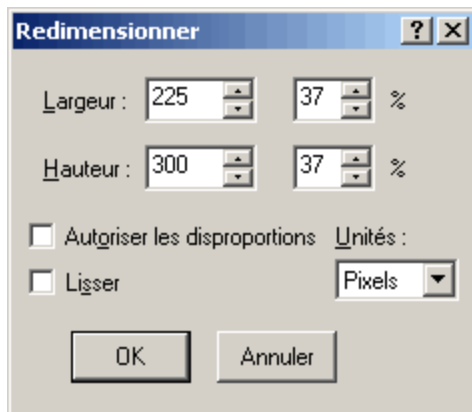 Redimensionner
Largeur : 225 37 %
Hauteur : 300 37 %
Autoriser les disproportions Unités :
Lisser Pixels
OK Annuler